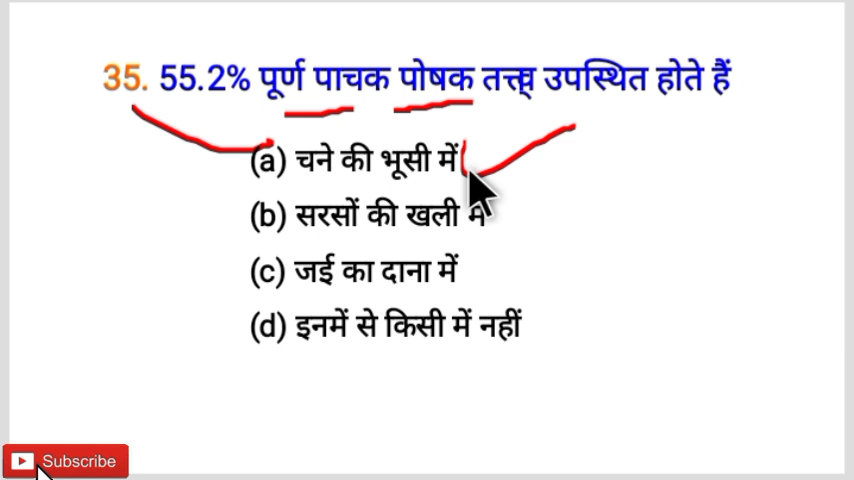 35. 55.2% पूर्ण पाचक पोषक तत्त्व उपस्थित होते हैं
(a) चने की भूसी में
(b) सरसों की खली में
(c) जई का दाना में
(d) इनमें से किसी में नहीं
Subscribe